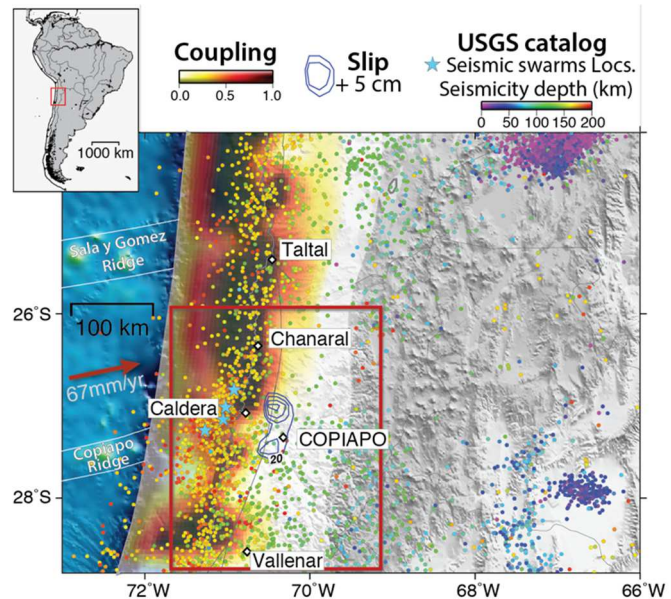 Coupling
0.0 0.5 1.0
Slip
+ 5 cm
USGS catalog
Seismic swarms Locs.
Seismicity depth (km)
0 50 100 150 200
1000 km
Sala y Gomez
Ridge
Taltal
26°S
100 km
Chanaral
67mm/yr
Caldera
COPIAPO
Copiapo
Ridge
20
28°S
Vallenar
72°W 70°W 68°W 66°W